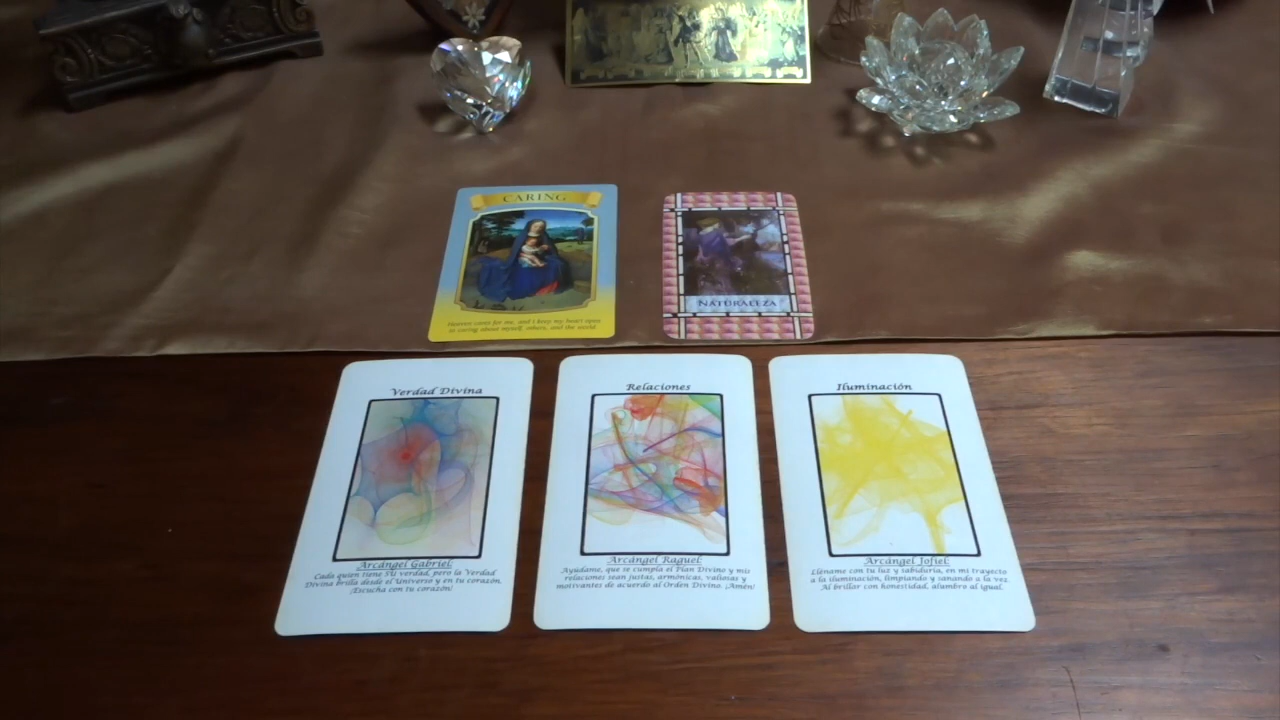 CARING
Heaven cares for me, and I keep my heart open
to caring about myself, others, and the world.
NATURALEZA
Verdad Divina
Arcángel Gabriel:
Cada quien tiene su verdad, pero la Verdad
Divina brilla desde el Universo y en tu corazón.
¡Escucha con tu corazón!
Relaciones
Arcángel Raguel:
Ayúdame, que se cumpla el Plan Divino y mis
relaciones sean justas, armónicas, valiosas y
motivantes de acuerdo al Orden Divino. ¡Amén!
Iluminación
Arcángel Jofiel:
Lléname con tu luz y sabiduría, en mi trayecto
a la iluminación, limpiando y sanando a la vez.
Al brillar con honestidad, alumbro al igual.